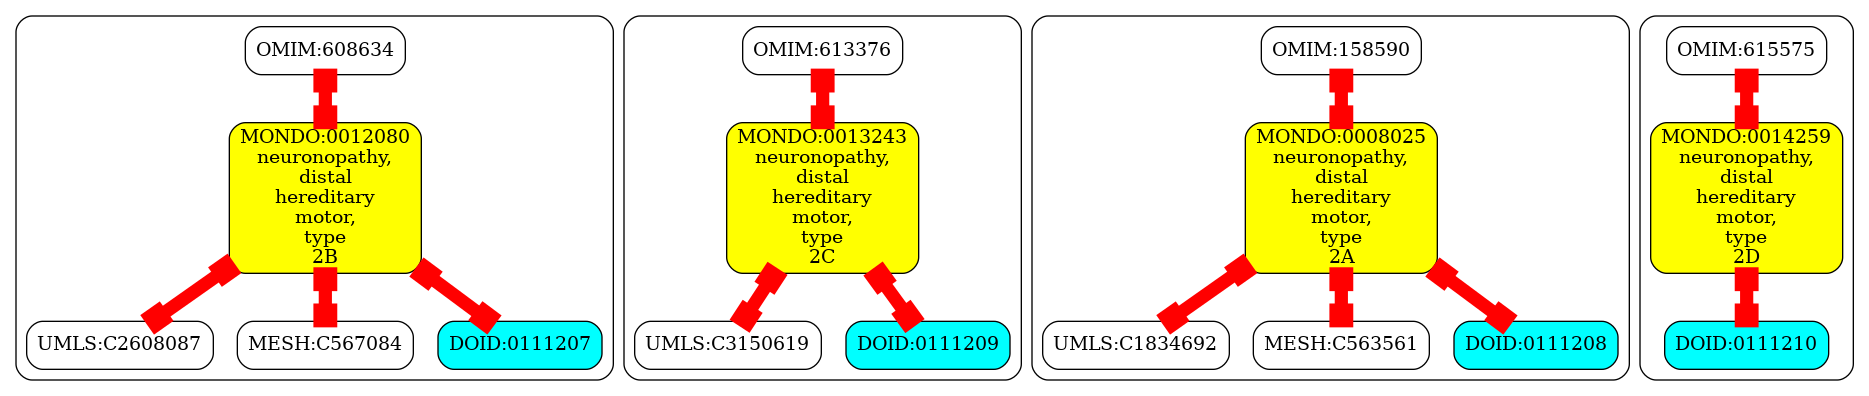 OMIM:608634
MONDO:0012080
neuronopathy,
distal
hereditary
motor,
type
2B
UMLS:C2608087
MESH:C567084
DOID:0111207
OMIM:613376
MONDO:0013243
neuronopathy,
distal
hereditary
motor,
type
2C
UMLS:C3150619
DOID:0111209
OMIM:158590
MONDO:0008025
neuronopathy,
distal
hereditary
motor,
type
2A
UMLS:C1834692
MESH:C563561
DOID:0111208
OMIM:615575
MONDO:0014259
neuronopathy,
distal
hereditary
motor,
type
2D
DOID:0111210